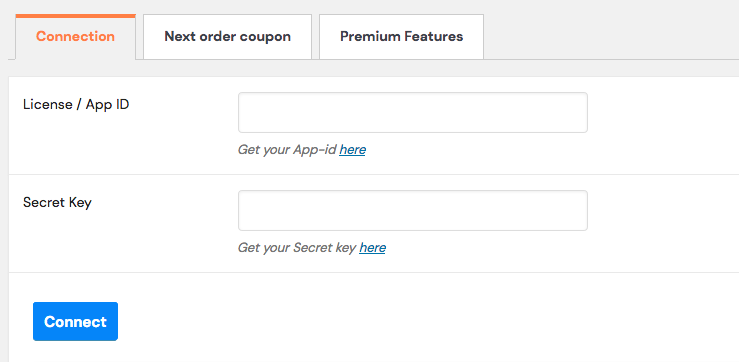 Connection Next order coupon Premium Features
License / App ID
Get your App-id here
Secret Key
Get your Secret key here
Connect